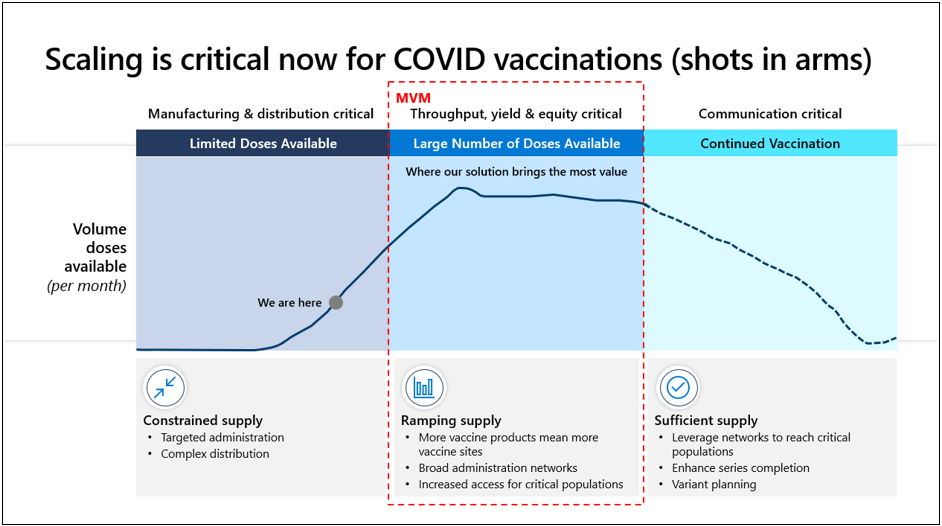 Scaling is critical now for COVID vaccinations (shots in arms)
MVM
Manufacturing & distribution critical
Throughput, yield & equity critical
Communication critical
Limited Doses Available
Large Number of Doses Available
Continued Vaccination
Where our solution brings the most value
Volume
doses
available
(per month)
We are here
Constrained supply
• Targeted administration
• Complex distribution
Ramping supply
• More vaccine products mean more
vaccine sites
• Broad administration networks
• Increased access for critical populations
Sufficient supply
• Leverage networks to reach critical
populations
• Enhance series completion
• Variant planning